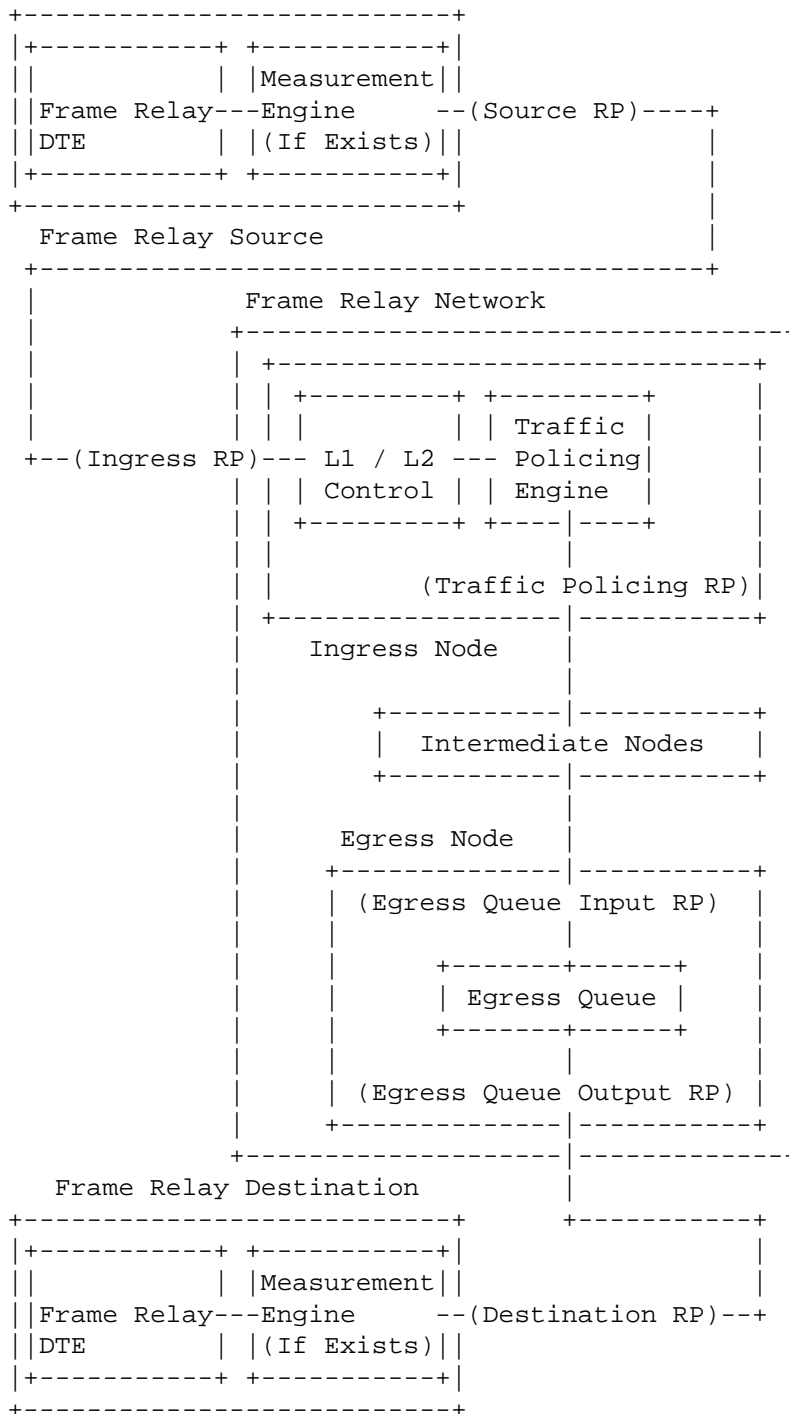 Measurement
Frame Relay---Engine --(Source RP)----+
DTE (If Exists)
Frame Relay Source
Frame Relay Network
Traffic
+--(Ingress RP)--- L1 / L2 --- Policing
Control Engine
(Traffic Policing RP)
Ingress Node
Intermediate Nodes
Egress Node
(Egress Queue Input RP)
Egress Queue
(Egress Queue Output RP)
Frame Relay Destination
Measurement
Frame Relay---Engine --(Destination RP)--+
DTE (If Exists)